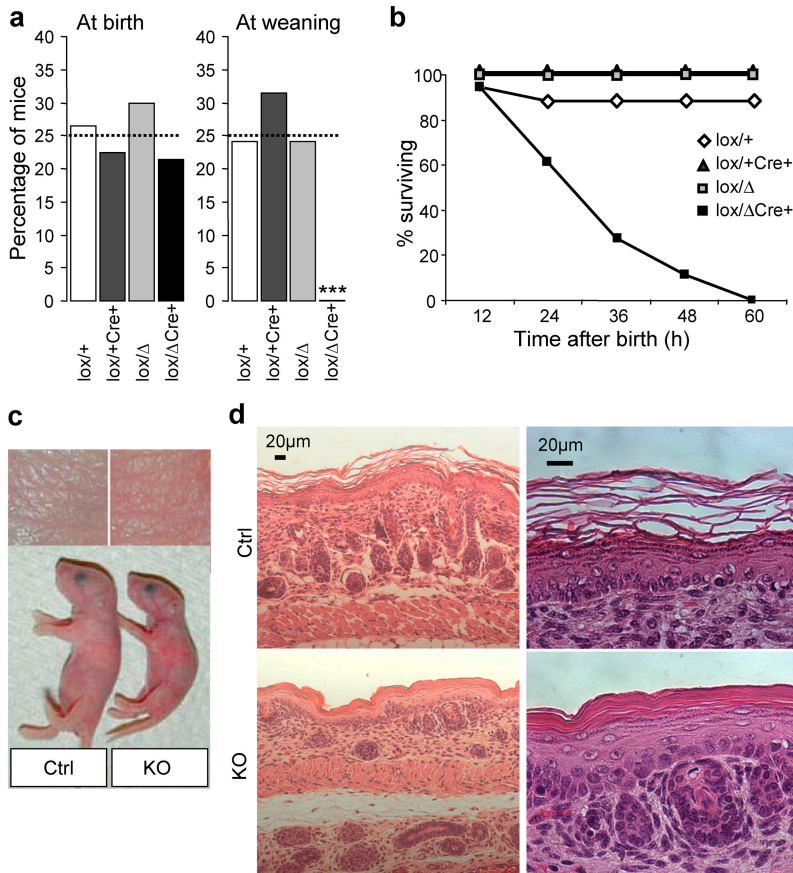 a
At birth
At weaning
Percentage of mice
40
35
30
25
20
15
10
5
0
lox/+
lox/+Cre+
lox/Δ
lox/ΔCre+
40
35
30
25
20
15
10
5
0
***
lox/+
lox/+Cre+
lox/Δ
lox/ΔCre+
b
% surviving
100
80
60
40
20
0
12 24 36 48 60
Time after birth (h)
lox/+
lox/+Cre+
lox/Δ
lox/ΔCre+
c
Ctrl KO
d
20μm 20μm
Ctrl
KO